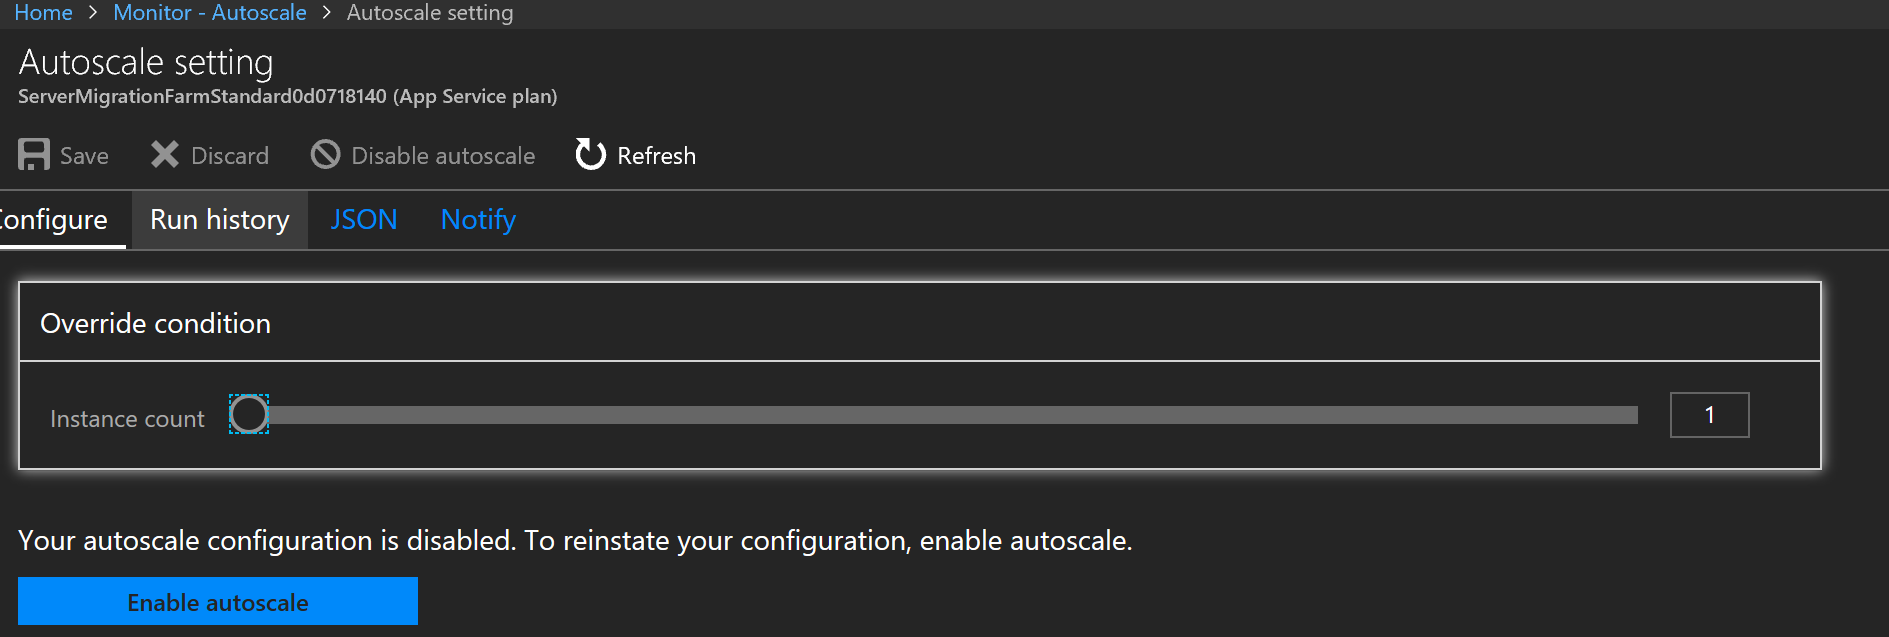 Home > Monitor - Autoscale > Autoscale setting
Autoscale setting
ServerMigrationFarmStandard0d0718140 (App Service plan)
Save Discard Disable autoscale Refresh
onfigure Run history JSON Notify
Override condition
Instance count 1
Your autoscale configuration is disabled. To reinstate your configuration, enable autoscale.
Enable autoscale